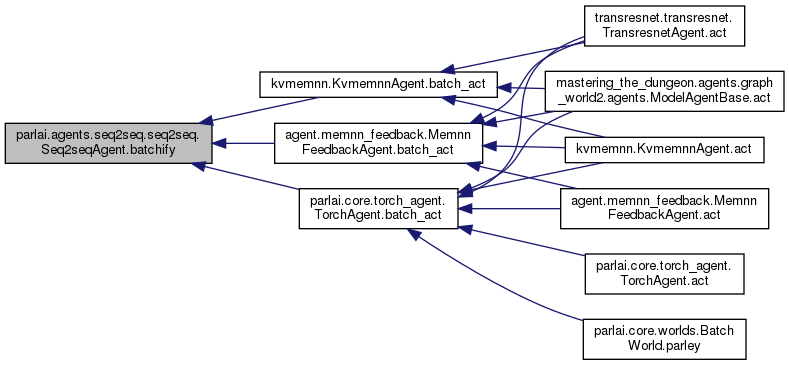 parlai.agents.seq2seq.seq2seq.
Seq2seqAgent.batchify
kvmemnn.KvmemnnAgent.batch_act
agent.memnn_feedback.Memnn
FeedbackAgent.batch_act
parlai.core.torch_agent.
TorchAgent.batch_act
transresnet.transresnet.
TransresnetAgent.act
mastering_the_dungeon.agents.graph
_world2.agents.ModelAgentBase.act
kvmemnn.KvmemnnAgent.act
agent.memnn_feedback.Memnn
FeedbackAgent.act
parlai.core.torch_agent.
TorchAgent.act
parlai.core.worlds.Batch
World.parley